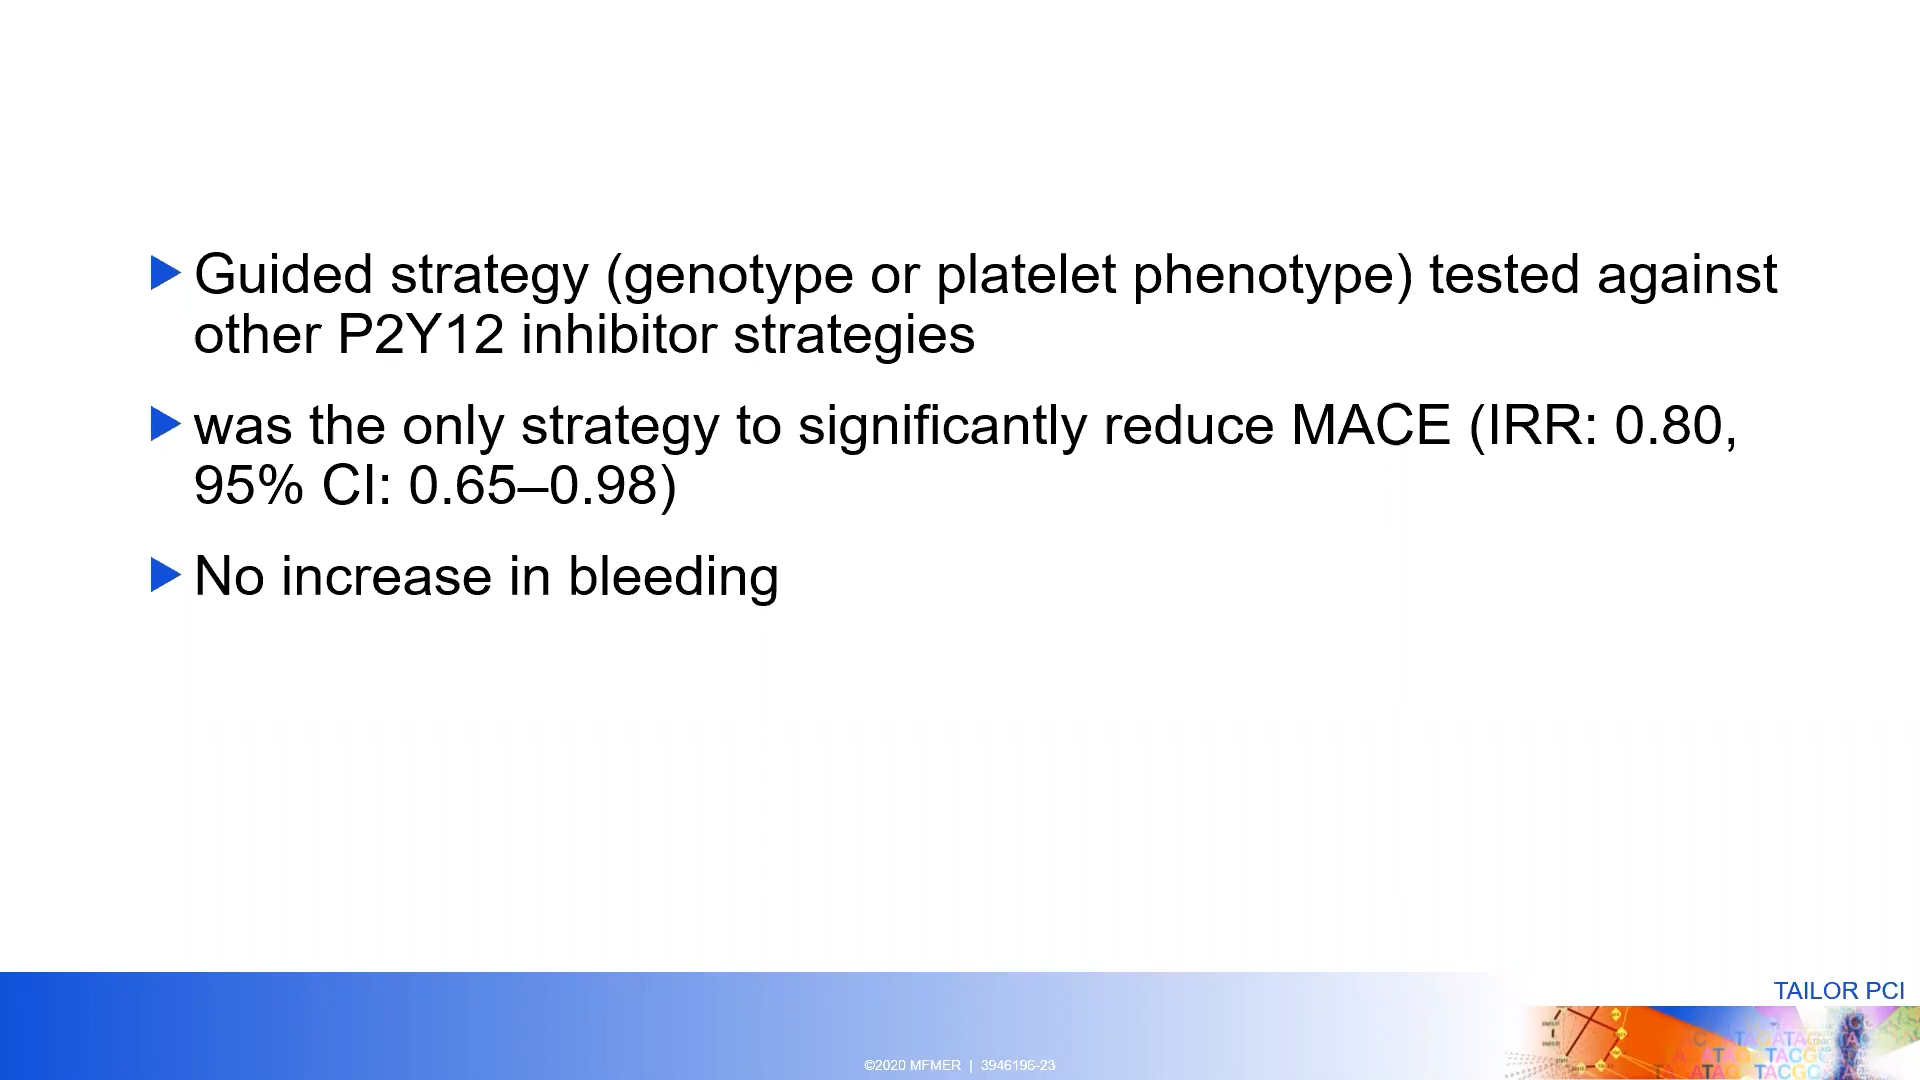 Guided strategy (genotype or platelet phenotype) tested against
other P2Y12 inhibitor strategies
was the only strategy to significantly reduce MACE (IRR: 0.80,
95% CI: 0.65–0.98)
No increase in bleeding
TAILOR PCI
©2020 MFMER | 3946196-23